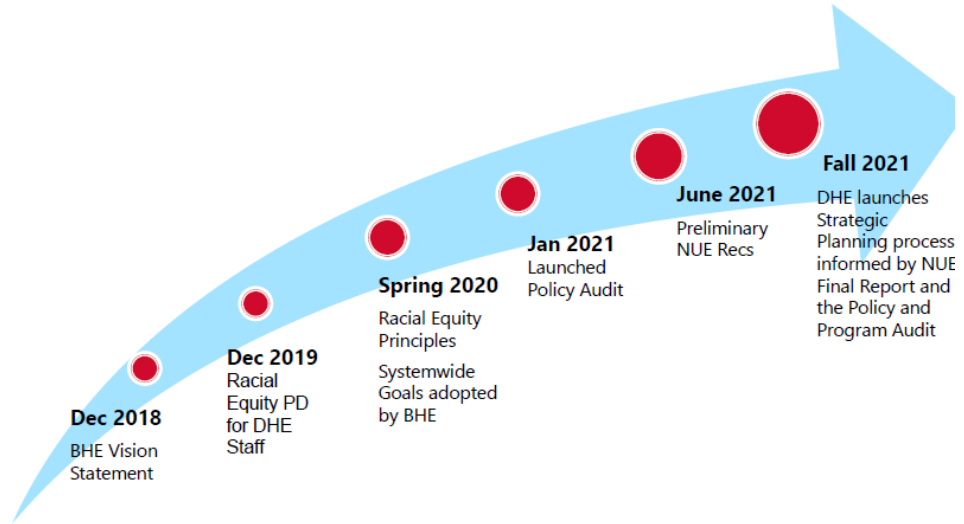 Dec 2018
BHE Vision
Statement
Dec 2019
Racial
Equity PD
for DHE
Staff
Spring 2020
Racial Equity
Principles
Systemwide
Goals adopted
by BHE
Jan 2021
Launched
Policy Audit
June 2021
Preliminary
NUE Recs
Fall 2021
DHE launches
Strategic
Planning process
informed by NUE
Final Report and
the Policy and
Program Audit